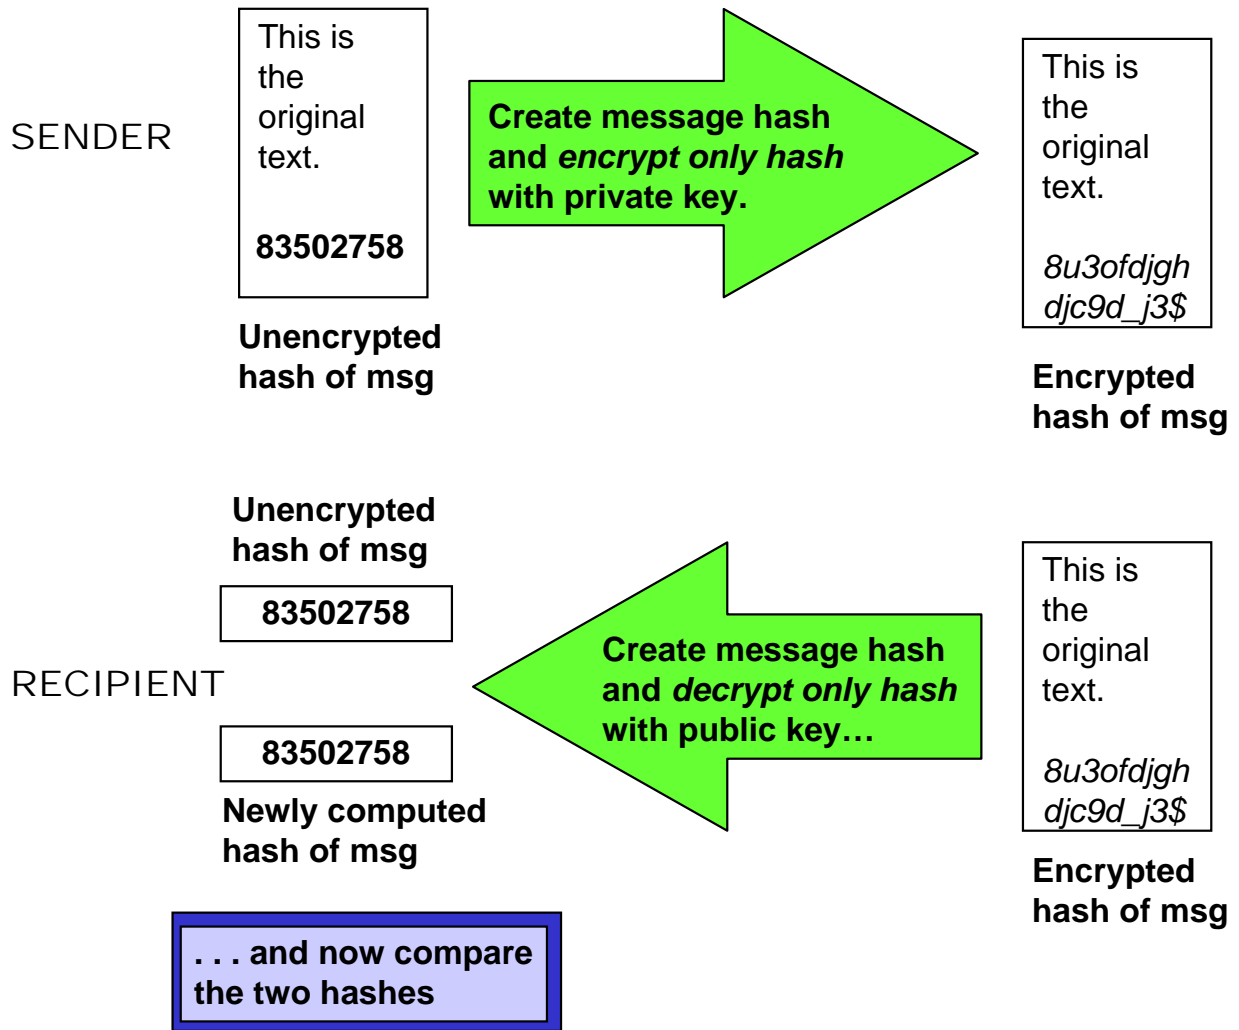 SENDER
This is
the
original
text.
83502758
Unencrypted
hash of msg
Create message hash
and encrypt only hash
with private key.
This is
the
original
text.
8u3ofdjgh
djc9d_j3$
Encrypted
hash of msg
RECIPIENT
Unencrypted
hash of msg
83502758
83502758
Newly computed
hash of msg
Create message hash
and decrypt only hash
with public key…
This is
the
original
text.
8u3ofdjgh
djc9d_j3$
Encrypted
hash of msg
. . . and now compare
the two hashes